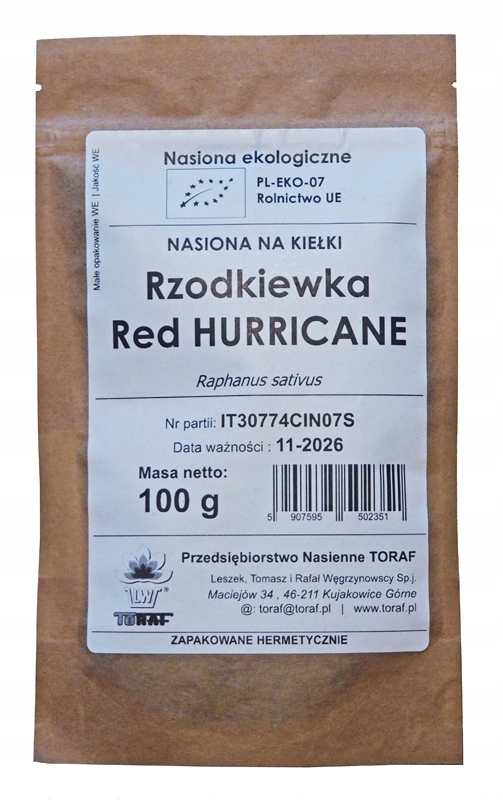 Nasiona ekologiczne
PL-EKO-07
Rolnictwo UE
Małe opakowanie WE | Jakość WE
NASIONA NA KIEŁKI
Rzodkiewka
Red HURRICANE
Raphanus sativus
Nr partii: IT30774CIN07S
Data ważności : 11-2026
Masa netto:
100 g
5 907595 502351
Przedsiębiorstwo Nasienne TORAF
Leszek, Tomasz i Rafał Węgrzynowscy Sp.j.
Maciejów 34 , 46-211 Kujakowice Górne
@: toraf@toraf.pl | www.toraf.pl
LW ®
TORAF
ZAPAKOWANE HERMETYCZNIE